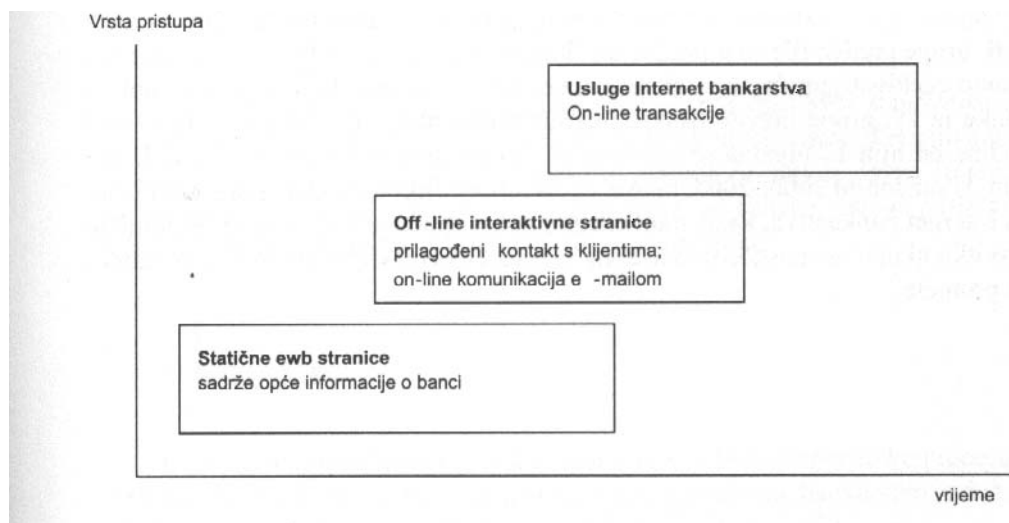 Vrsta pristupa
Usluge Internet bankarstva
On-line transakcije
Off -line interaktivne stranice
prilagođeni kontakt s klijentima;
on-line komunikacija e -mailom
Statične ewb stranice
sadrže opće informacije o banci
vrijeme